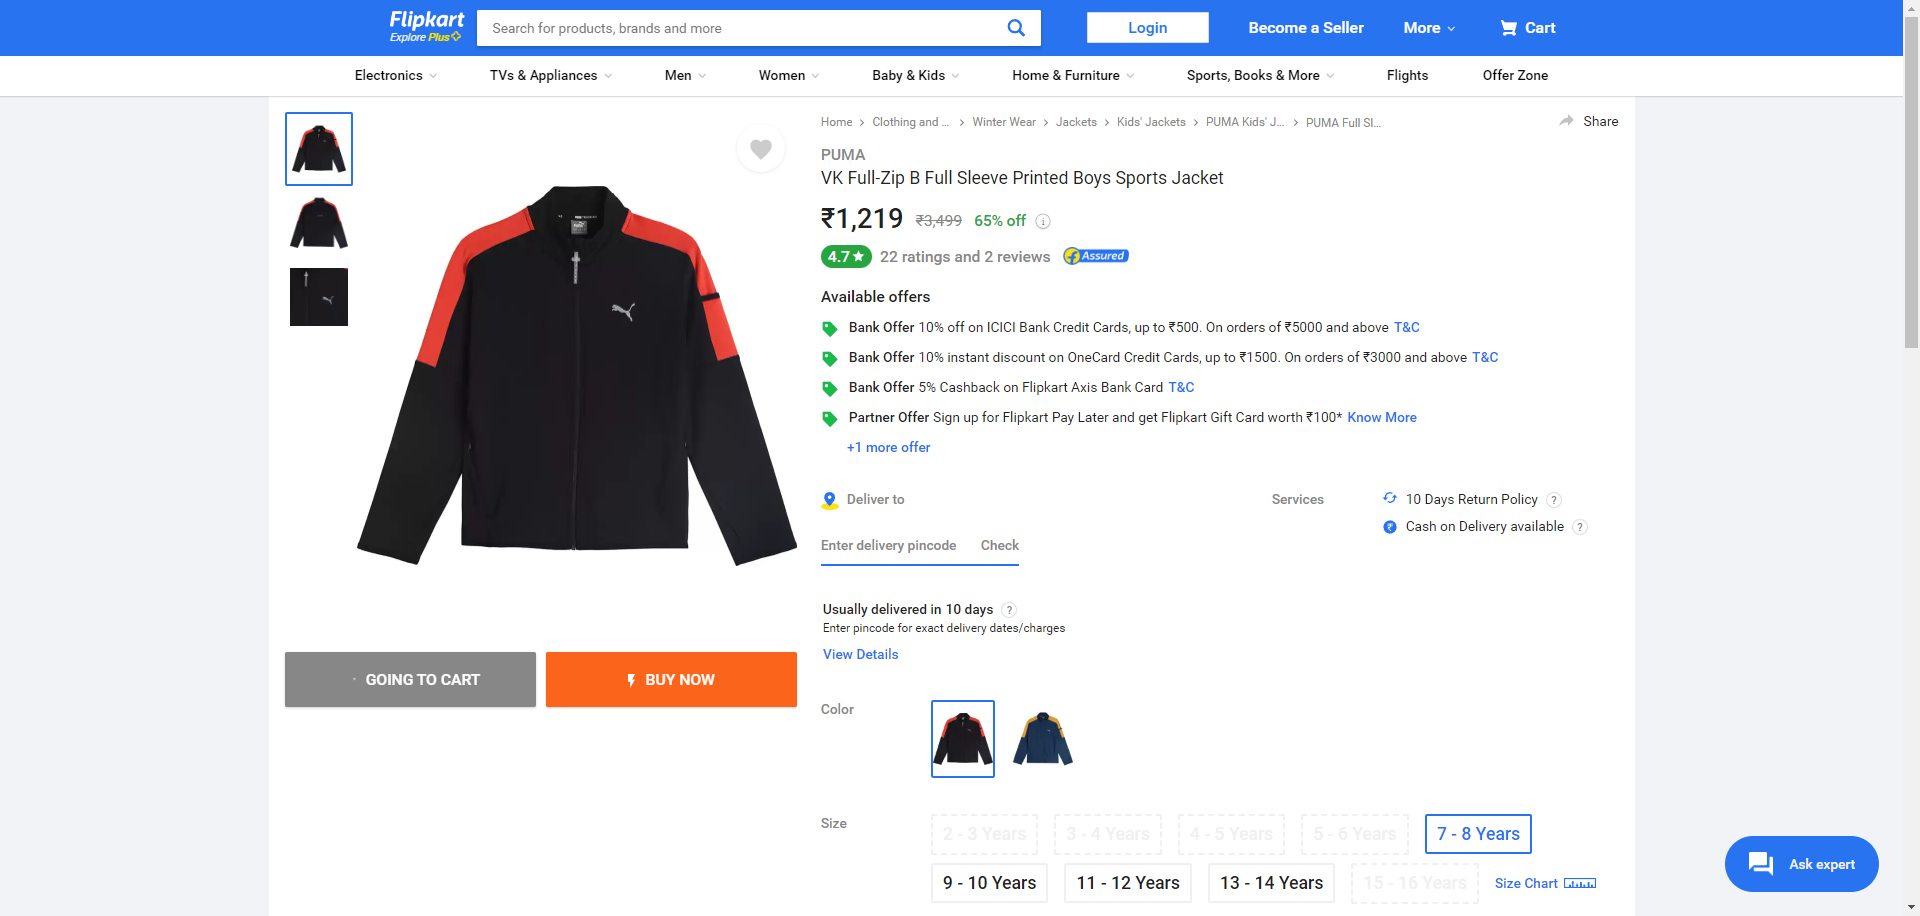 Flipkart
Explore Plus
Search for products, brands and more
Login
Become a Seller
More
Cart
Electronics
TVs & Appliances
Men
Women
Baby & Kids
Home & Furniture
Sports, Books & More
Flights
Offer Zone
Home
Clothing and ...
Winter Wear
Jackets
Kids' Jackets
PUMA Kids' J...
PUMA Full Sl...
Share
PUMA
VK Full-Zip B Full Sleeve Printed Boys Sports Jacket
₹1,219 ₹3,499 65% off
4.7★ 22 ratings and 2 reviews Assured
Available offers
Bank Offer 10% off on ICICI Bank Credit Cards, up to ₹500. On orders of ₹5000 and above T&C
Bank Offer 10% instant discount on OneCard Credit Cards, up to ₹1500. On orders of ₹3000 and above T&C
Bank Offer 5% Cashback on Flipkart Axis Bank Card T&C
Partner Offer Sign up for Flipkart Pay Later and get Flipkart Gift Card worth ₹100* Know More
+1 more offer
Deliver to
Enter delivery pincode Check
Services
10 Days Return Policy ?
Cash on Delivery available ?
Usually delivered in 10 days ?
Enter pincode for exact delivery dates/charges
View Details
GOING TO CART
BUY NOW
Color
Size
2 - 3 Years
3 - 4 Years
4 - 5 Years
5 - 6 Years
7 - 8 Years
9 - 10 Years
11 - 12 Years
13 - 14 Years
15 - 16 Years
Size Chart
Ask expert